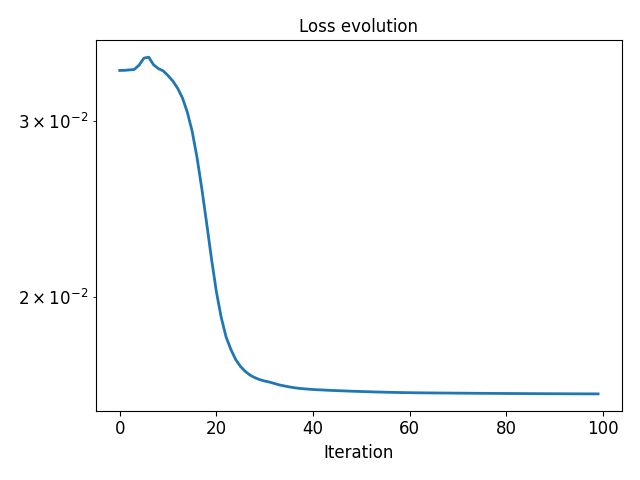 Loss evolution
3 × 10⁻²
2 × 10⁻²
0 20 40 60 80 100
Iteration